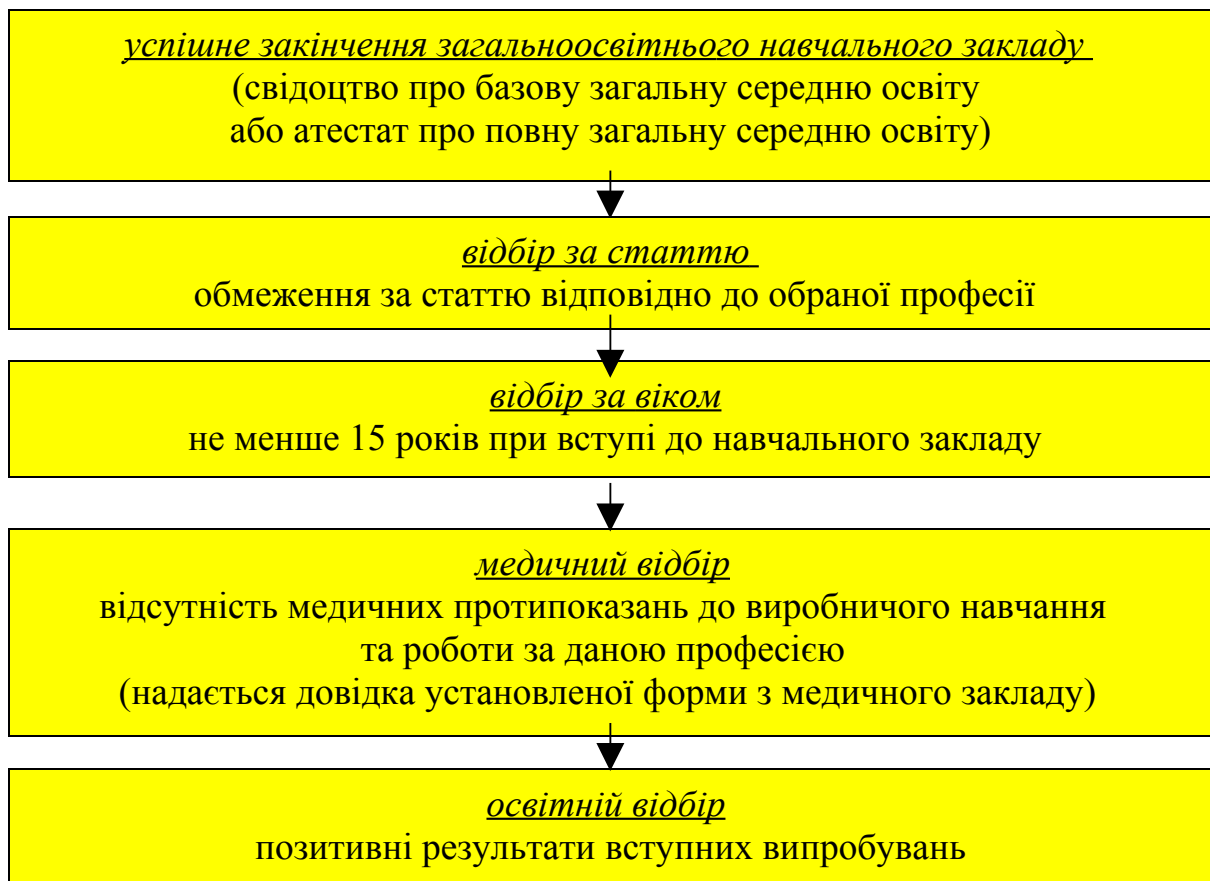 успішне закінчення загальноосвітнього навчального закладу
(свідоцтво про базову загальну середню освіту
або атестат про повну загальну середню освіту)
відбір за статтю
обмеження за статтю відповідно до обраної професії
відбір за віком
не менше 15 років при вступі до навчального закладу
медичний відбір
відсутність медичних протипоказань до виробничого навчання
та роботи за даною професією
(надається довідка установленої форми з медичного закладу)
освітній відбір
позитивні результати вступних випробувань